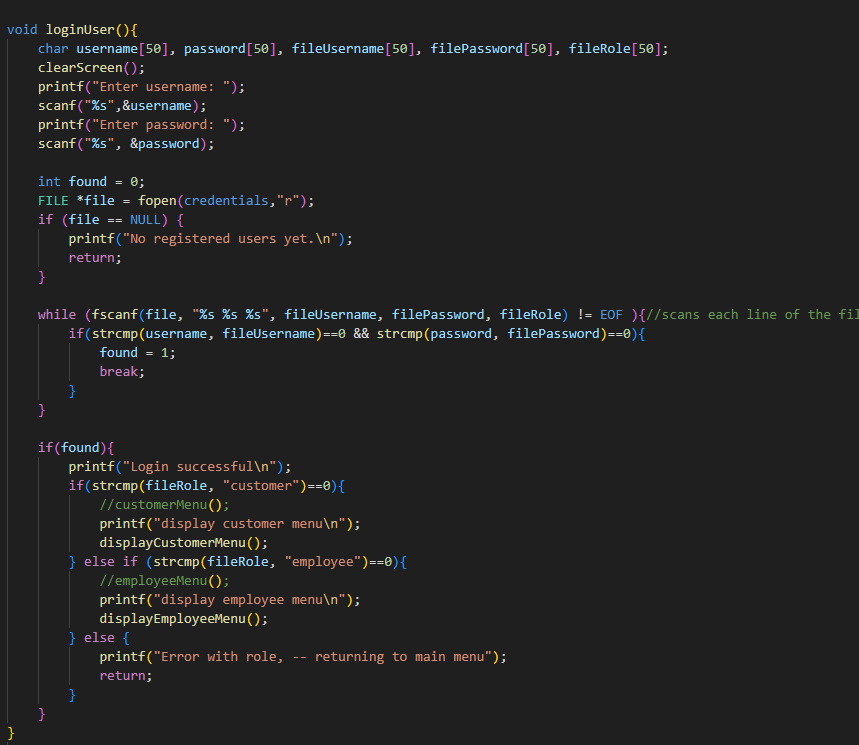 void loginUser(){
    char username[50], password[50], fileUsername[50], filePassword[50], fileRole[50];
    clearScreen();
    printf("Enter username: ");
    scanf("%s",&username);
    printf("Enter password: ");
    scanf("%s", &password);

    int found = 0;
    FILE *file = fopen(credentials,"r");
    if (file == NULL) {
        printf("No registered users yet.\n");
        return;
    }

    while (fscanf(file, "%s %s %s", fileUsername, filePassword, fileRole) != EOF ){//scans each line of the fil
        if(strcmp(username, fileUsername)==0 && strcmp(password, filePassword)==0){
            found = 1;
            break;
        }
    }

    if(found){
        printf("Login successful\n");
        if(strcmp(fileRole, "customer")==0){
            //customerMenu();
            printf("display customer menu\n");
            displayCustomerMenu();
        } else if (strcmp(fileRole, "employee")==0){
            //employeeMenu();
            printf("display employee menu\n");
            displayEmployeeMenu();
        } else {
            printf("Error with role, -- returning to main menu");
            return;
        }
    }
}